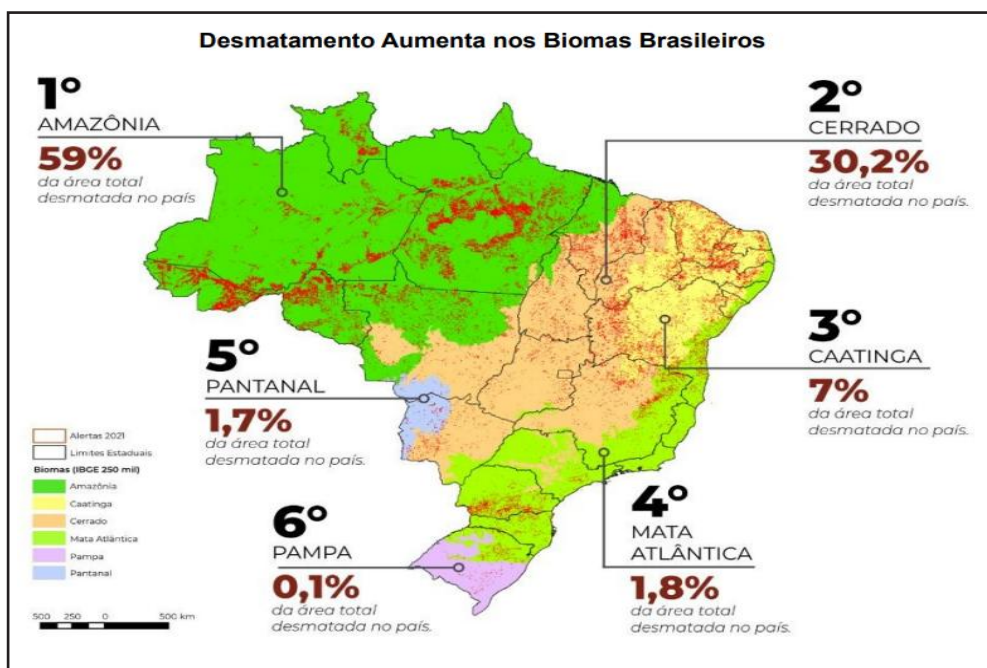 Desmatamento Aumenta nos Biomas Brasileiros
1º
AMAZÔNIA
59%
da área total
desmatada no país
2º
CERRADO
30,2%
da área total
desmatada no país.
3º
CAATINGA
7%
da área total
desmatada no país.
5º
PANTANAL
1,7%
da área total
desmatada no país.
4º
MATA
ATLÂNTICA
1,8%
da área total
desmatada no país.
6º
PAMPA
0,1%
da área total
desmatada no país.
Alertas 2021
Limites Estaduais
Biomas (IBGE 250 mil)
Amazônia
Caatinga
Cerrado
Mata Atlântica
Pampa
Pantanal
500 250 0 500 km